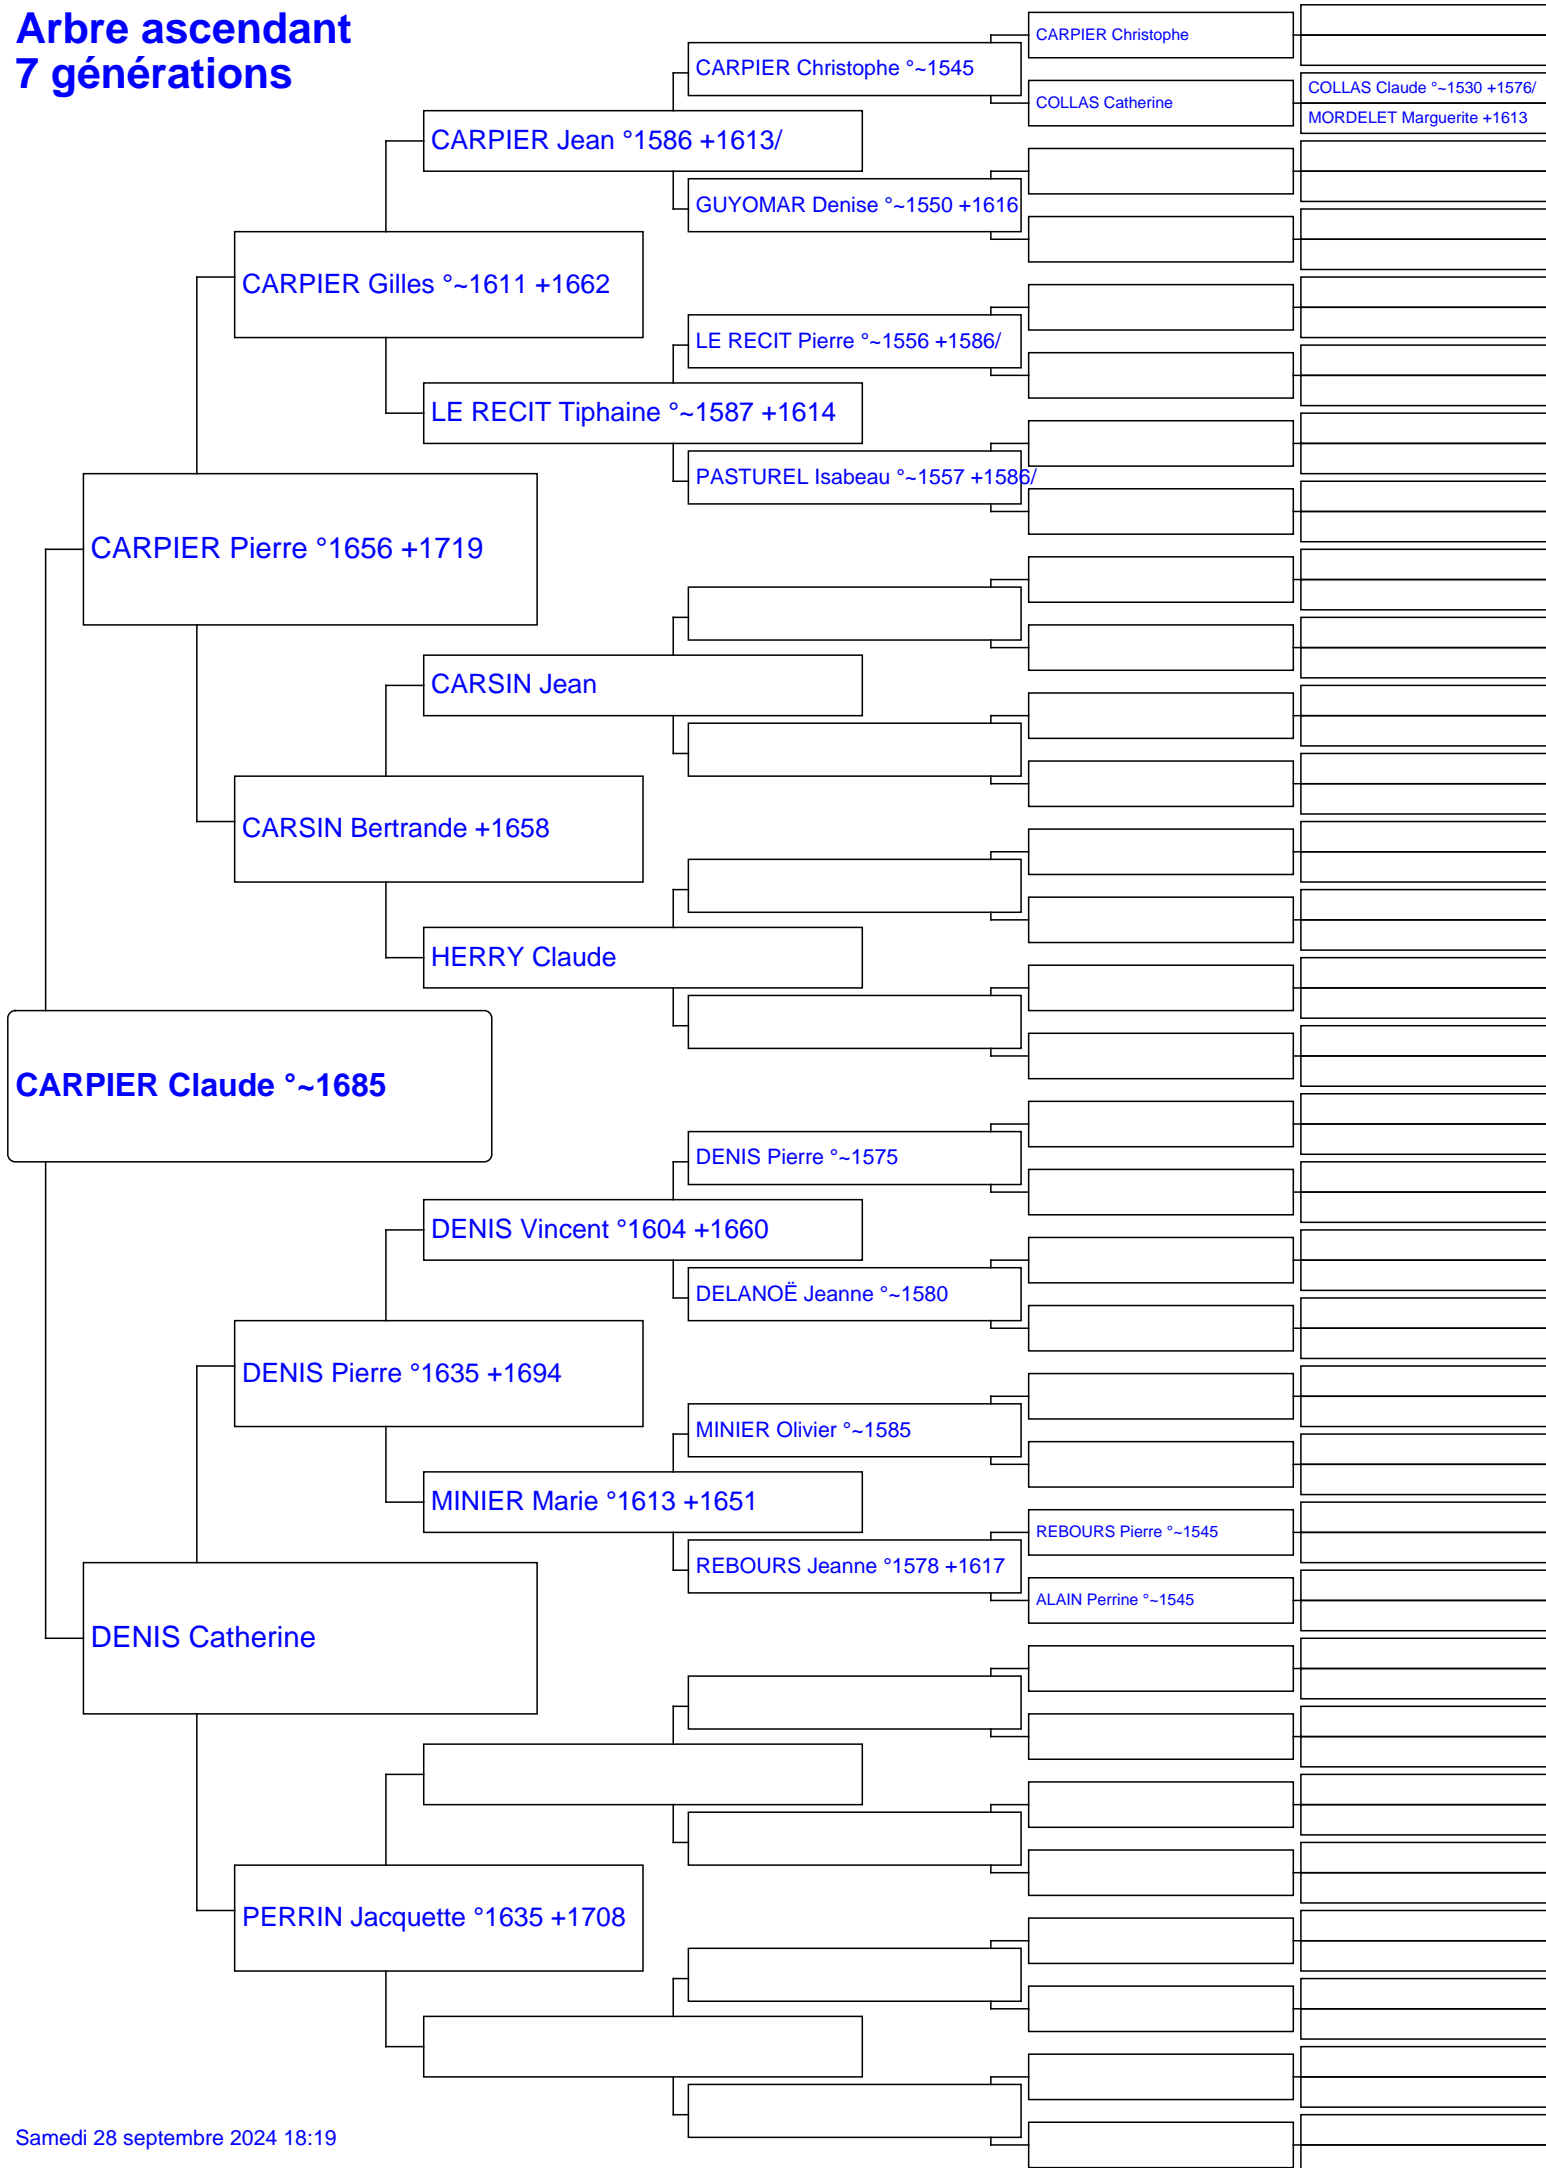 Arbre ascendant
7 générations
CARPIER Christophe
CARPIER Christophe °~1545
COLLAS Claude °~1530 +1576/
COLLAS Catherine
MORDELET Marguerite +1613
CARPIER Jean °1586 +1613/
GUYOMAR Denise °~1550 +1616
CARPIER Gilles °~1611 +1662
LE RECIT Pierre °~1556 +1586/
LE RECIT Tiphaine °~1587 +1614
PASTUREL Isabeau °~1557 +1586/
CARPIER Pierre °1656 +1719
CARSIN Jean
CARSIN Bertrande +1658
HERRY Claude
CARPIER Claude °~1685
DENIS Pierre °~1575
DENIS Vincent °1604 +1660
DELANOË Jeanne °~1580
DENIS Pierre °1635 +1694
MINIER Olivier °~1585
MINIER Marie °1613 +1651
REBOURS Pierre °~1545
REBOURS Jeanne °1578 +1617
ALAIN Perrine °~1545
DENIS Catherine
PERRIN Jacquette °1635 +1708
Samedi 28 septembre 2024 18:19